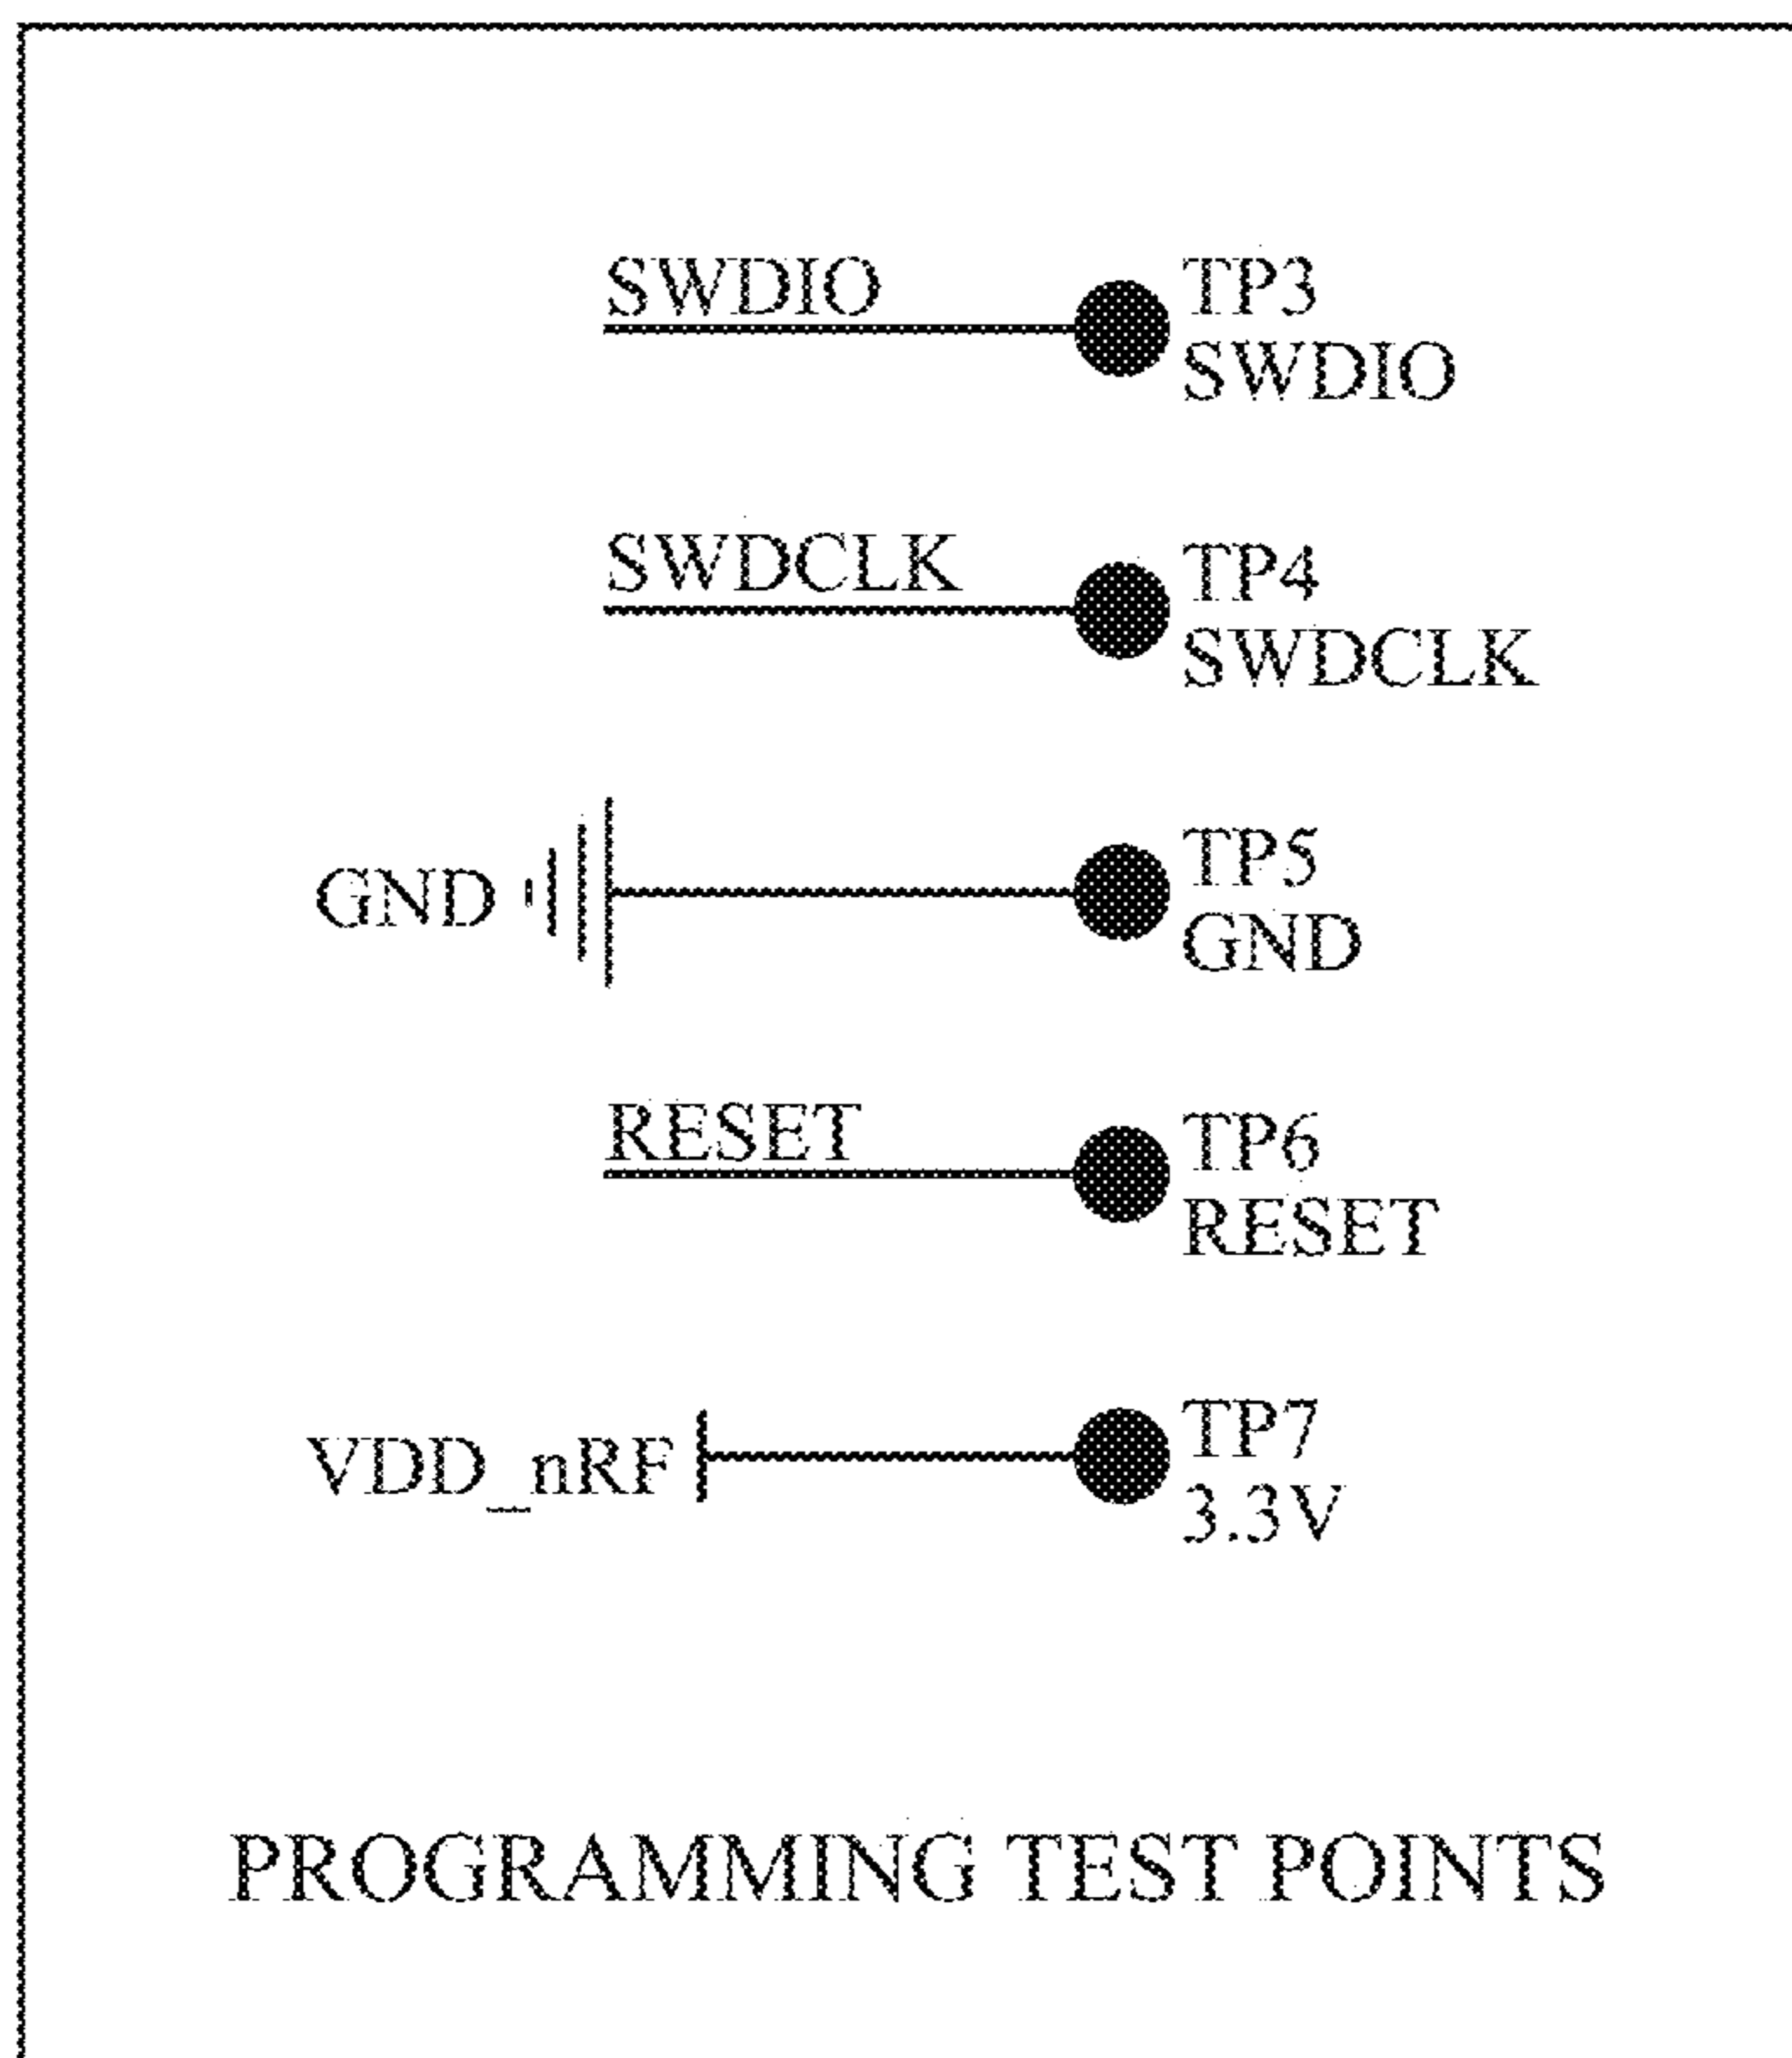 SWDIO
TP3
SWDIO
SWDCLK
TP4
SWDCLK
GND
TP5
GND
RESET
TP6
RESET
VDD_nRF
TP7
3.3V
PROGRAMMING TEST POINTS